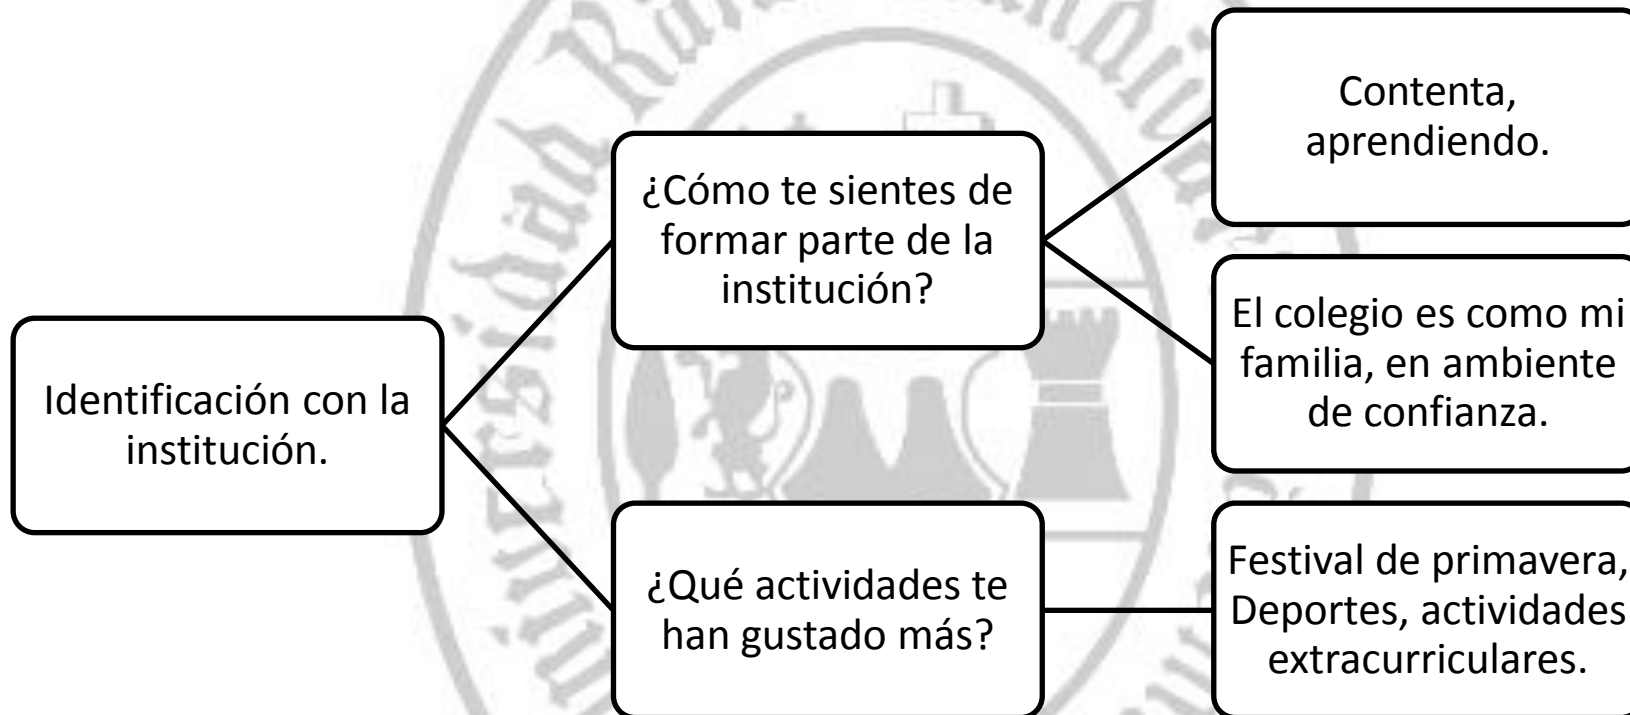 Identificación con la
institución.
¿Cómo te sientes de
formar parte de la
institución?
Contenta,
aprendiendo.
El colegio es como mi
familia, en ambiente
de confianza.
¿Qué actividades te
han gustado más?
Festival de primavera,
Deportes, actividades
extracurriculares.